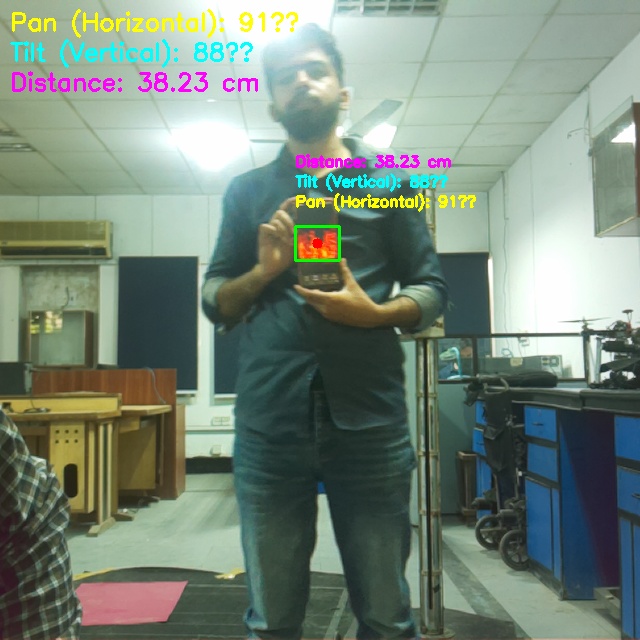 Pan (Horizontal): 91??
Tilt (Vertical): 88??
Distance: 38.23 cm
Distance: 38.23 cm
Tilt (Vertical): 88??
Pan (Horizontal): 91??